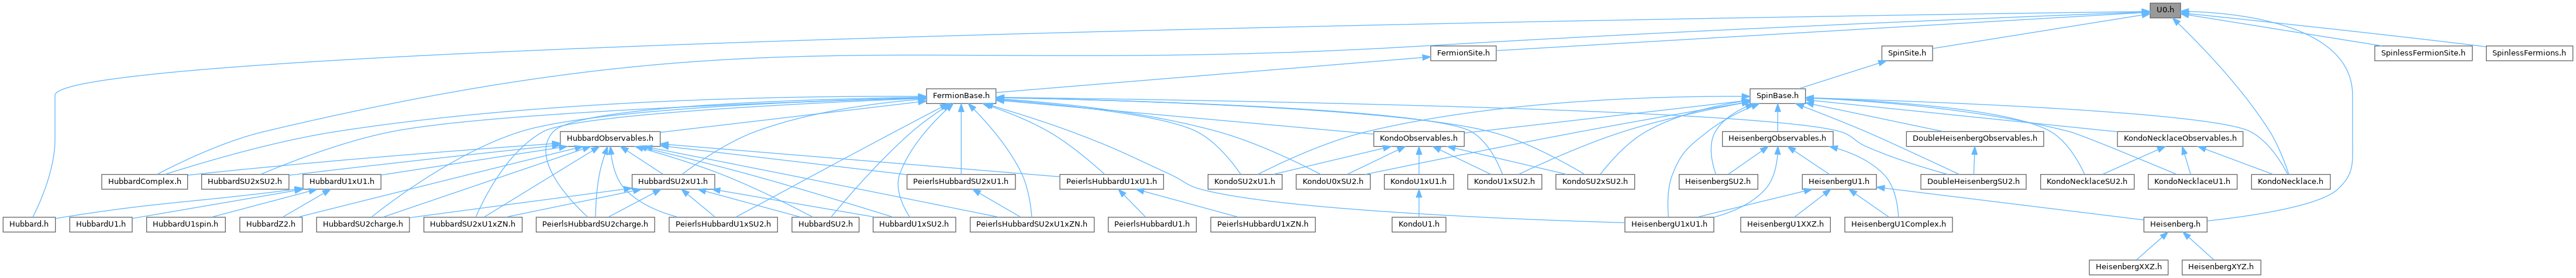 U0.h
FermionSite.h
SpinSite.h
SpinlessFermionSite.h
SpinlessFermions.h
FermionBase.h
SpinBase.h
HubbardObservables.h
KondoObservables.h
HeisenbergObservables.h
DoubleHeisenbergObservables.h
KondoNecklaceObservables.h
HubbardComplex.h
HubbardSU2xSU2.h
HubbardU1xU1.h
HubbardSU2xU1.h
PeierlsHubbardSU2xU1.h
PeierlsHubbardU1xU1.h
KondoSU2xU1.h
KondoU0xSU2.h
KondoU1xU1.h
KondoU1xSU2.h
KondoSU2xSU2.h
HeisenbergSU2.h
HeisenbergU1.h
DoubleHeisenbergSU2.h
KondoNecklaceSU2.h
KondoNecklaceU1.h
KondoNecklace.h
Hubbard.h
HubbardU1.h
HubbardU1spin.h
HubbardZ2.h
HubbardSU2charge.h
HubbardSU2xU1xZN.h
PeierlsHubbardSU2charge.h
PeierlsHubbardU1xSU2.h
HubbardSU2.h
HubbardU1xSU2.h
PeierlsHubbardSU2xU1xZN.h
PeierlsHubbardU1.h
PeierlsHubbardU1xZN.h
KondoU1.h
HeisenbergU1xU1.h
HeisenbergU1XXZ.h
HeisenbergU1Complex.h
Heisenberg.h
HeisenbergXXZ.h
HeisenbergXYZ.h